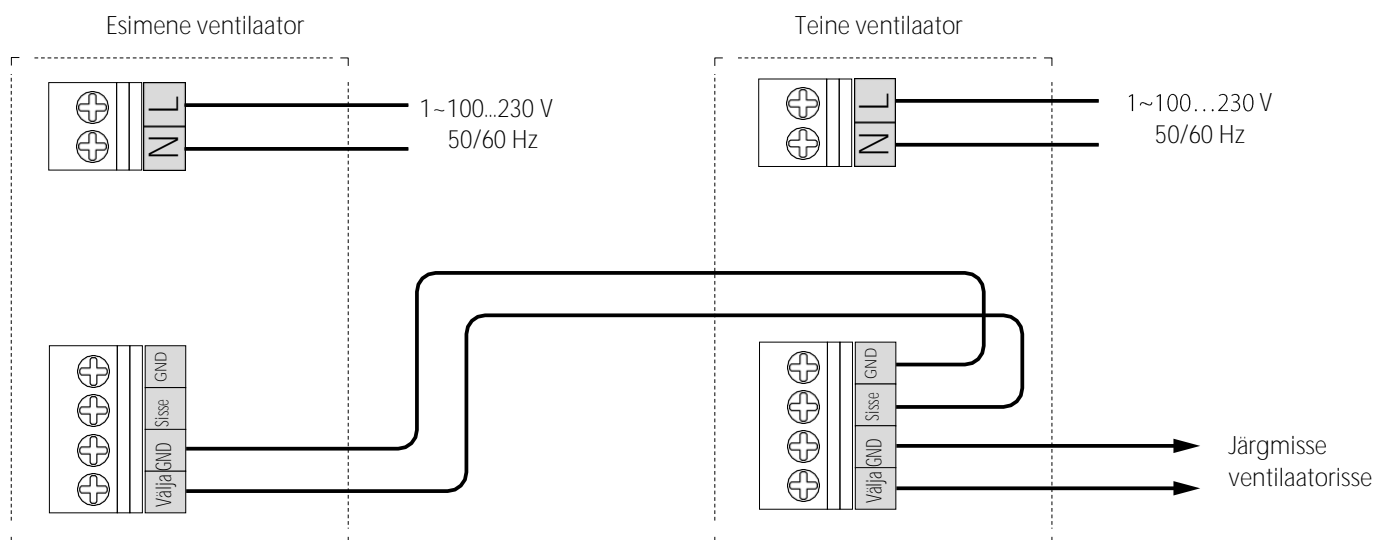 Esimene ventilaator
Teine ventilaator
L
N
1~100...230 V
50/60 Hz
L
N
1~100…230 V
50/60 Hz
GND
Sisse
GND
Välja
GND
Sisse
GND
Välja
Järgmisse
ventilaatorisse